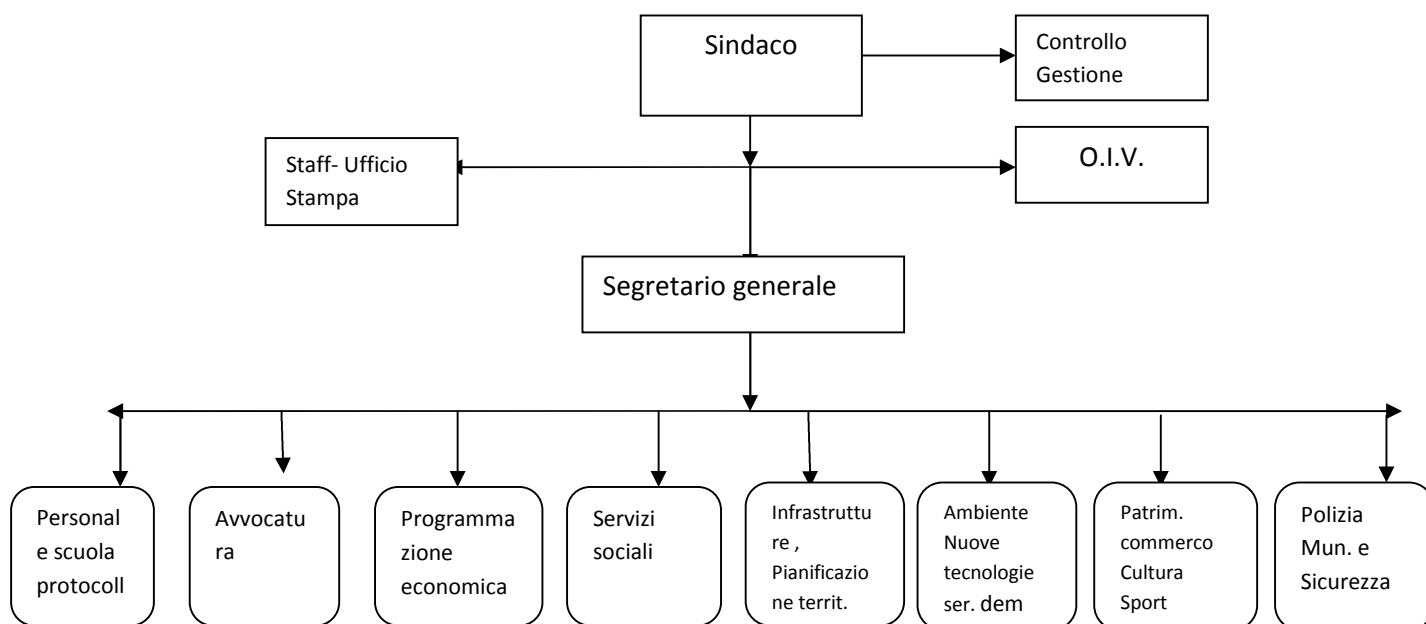 Sindaco
Controllo
Gestione
Staff- Ufficio
Stampa
O.I.V.
Segretario generale
Personal
e scuola
protocoll
Avvocatu
ra
Programma
zione
economica
Servizi
sociali
Infrastruttu
re ,
Pianificazio
ne territ.
Ambiente
Nuove
tecnologie
ser. dem
Patrim.
commerco
Cultura
Sport
Polizia
Mun. e
Sicurezza